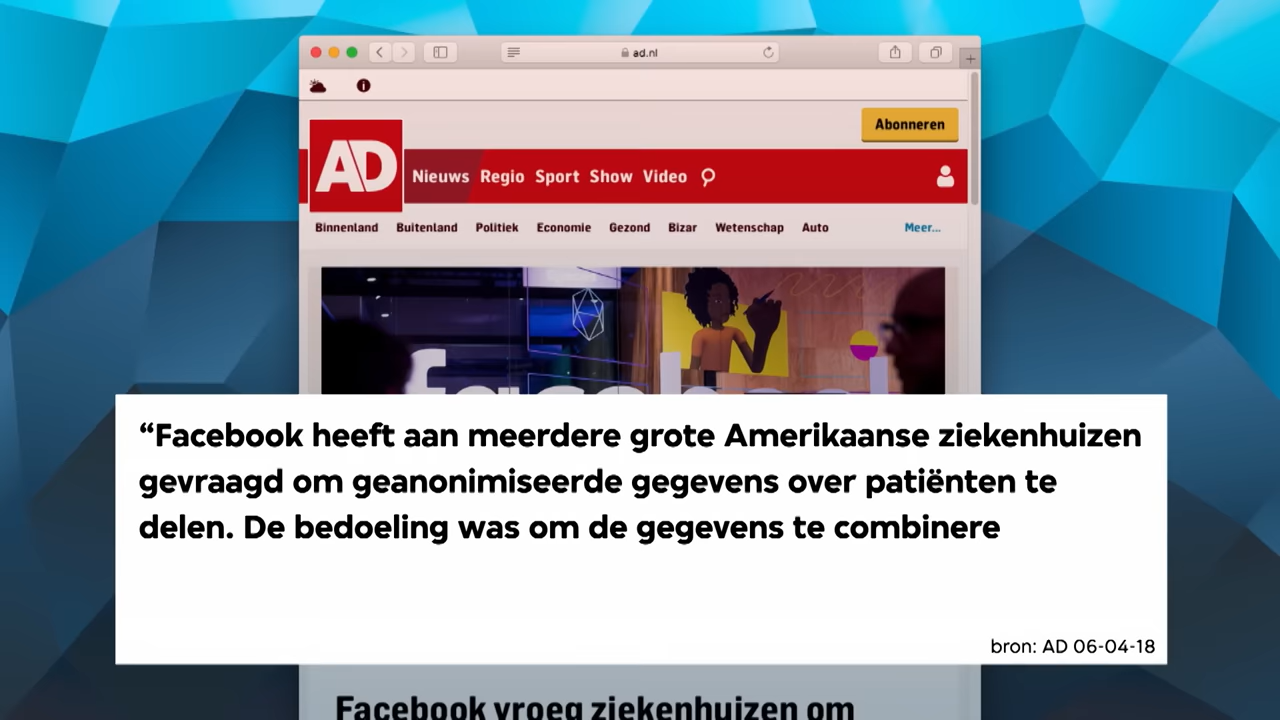 ad.nl
Abonneren
AD
Nieuws Regio Sport Show Video
Binnenland Buitenland Politiek Economie Gezond Bizar Wetenschap Auto Meer...
“Facebook heeft aan meerdere grote Amerikaanse ziekenhuizen
gevraagd om geanonimiseerde gegevens over patiënten te
delen. De bedoeling was om de gegevens te combinere
bron: AD 06-04-18
Facebook vroeg ziekenhuizen om